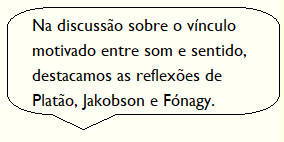 Na discussão sobre o vínculo
motivado entre som e sentido,
destacamos as reflexões de
Platão, Jakobson e Fónagy.